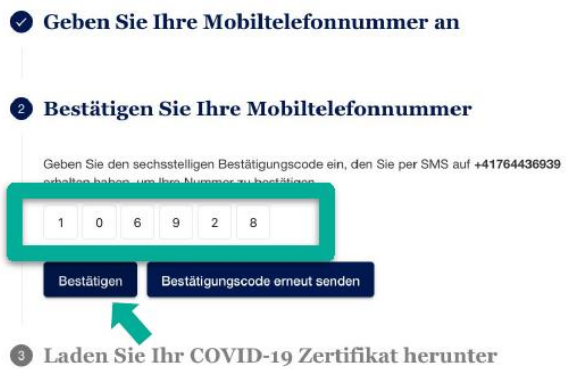 Geben Sie Ihre Mobiltelefonnummer an
2 Bestätigen Sie Ihre Mobiltelefonnummer
Geben Sie den sechsstelligen Bestätigungscode ein, den Sie per SMS auf +41764436939
erhalten haben, um Ihre Nummer zu bestätigen
1 0 6 9 2 8
Bestätigen Bestätigungscode erneut senden
3 Laden Sie Ihr COVID-19 Zertifikat herunter